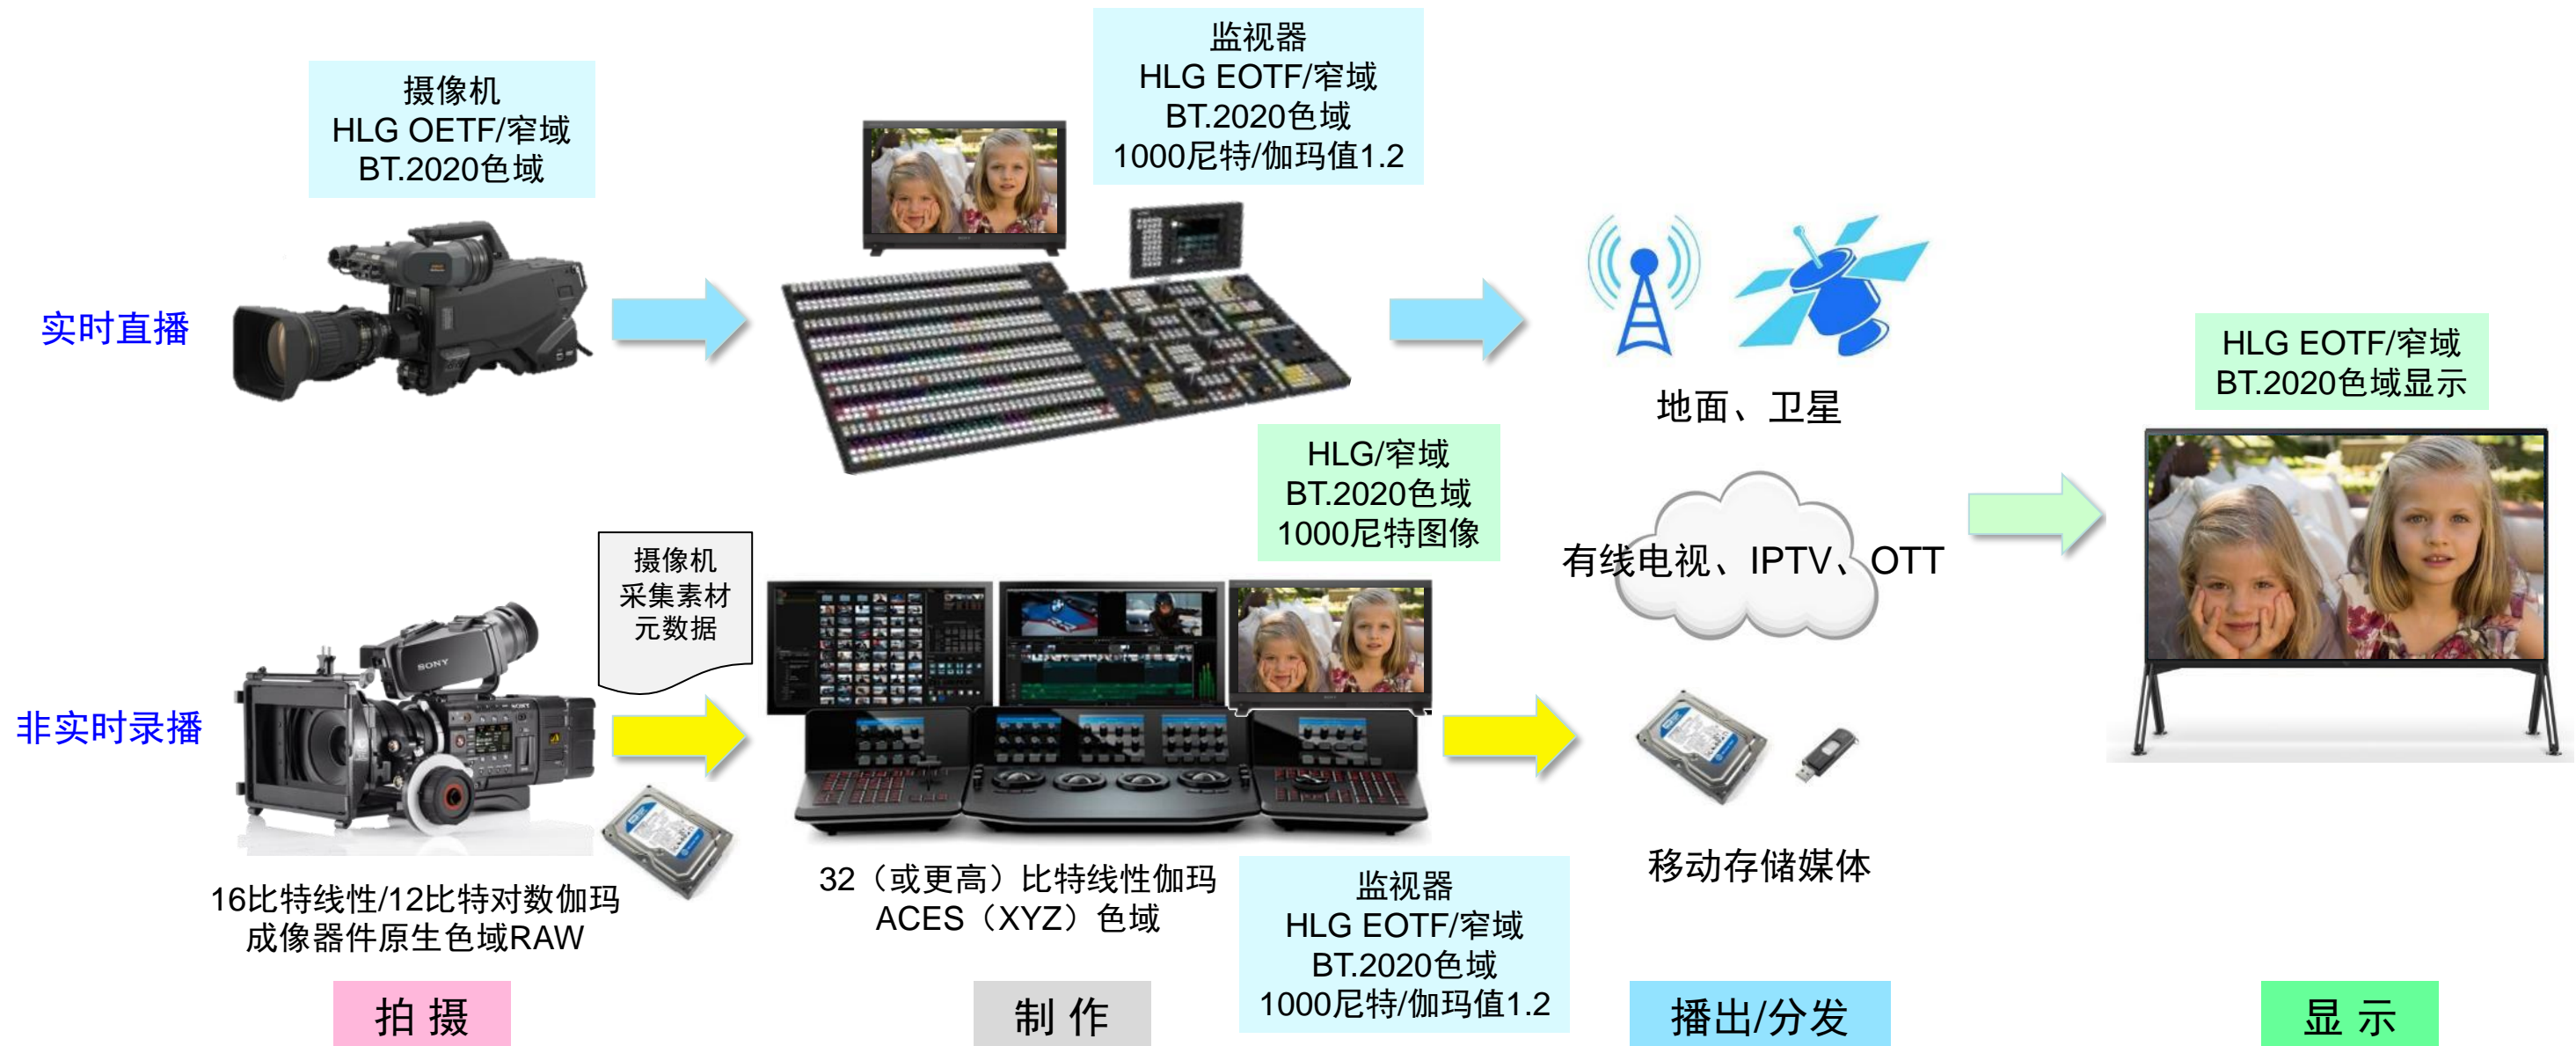 摄像机
HLG OETF/窄域
BT.2020色域
监视器
HLG EOTF/窄域
BT.2020色域
1000尼特/伽玛值1.2
实时直播
地面、卫星
HLG EOTF/窄域
BT.2020色域显示
HLG/窄域
BT.2020色域
1000尼特图像
有线电视、IPTV、OTT
摄像机
采集素材
元数据
SONY
非实时录播
16比特线性/12比特对数伽玛
成像器件原生色域RAW
32（或更高）比特线性伽玛
ACES（XYZ）色域
监视器
HLG EOTF/窄域
BT.2020色域
1000尼特/伽玛值1.2
移动存储媒体
拍 摄
制 作
播出/分发
显 示